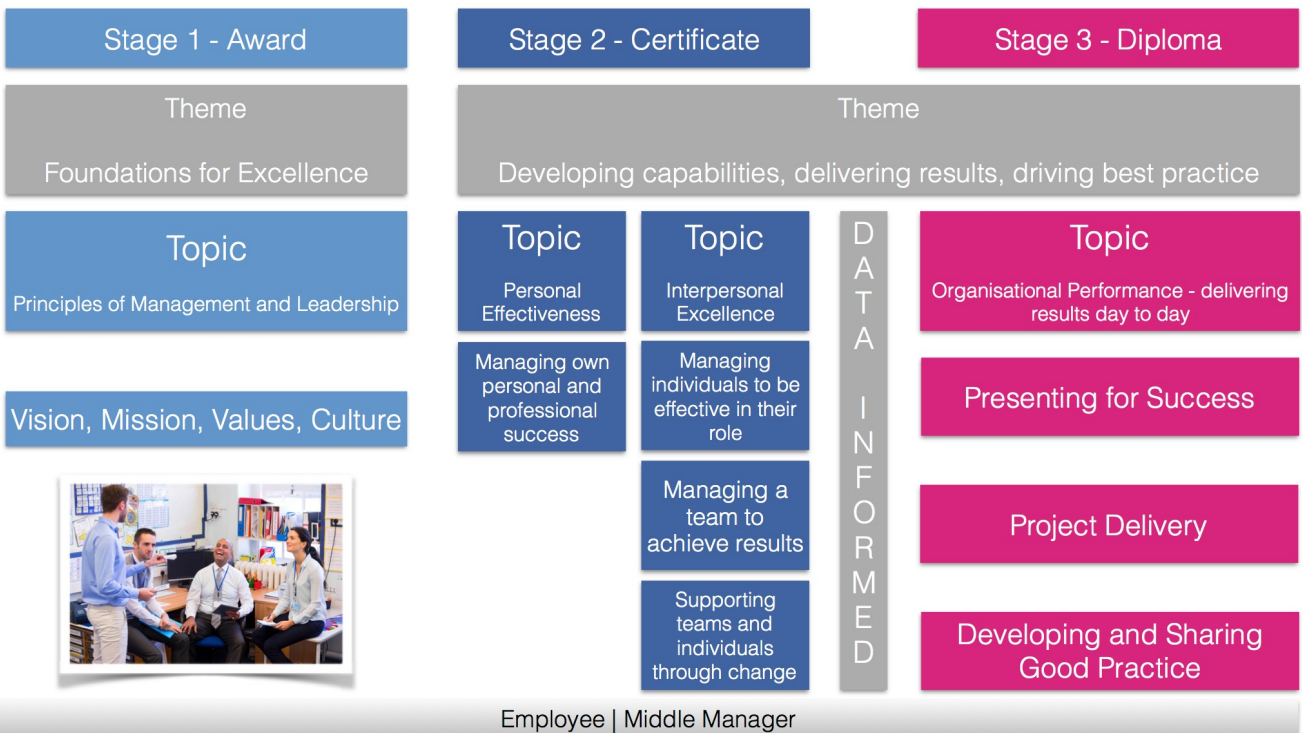 Stage 1 - Award
Stage 2 - Certificate
Stage 3 - Diploma
Theme
Foundations for Excellence
Theme
Developing capabilities, delivering results, driving best practice
Topic
Principles of Management and Leadership
Vision, Mission, Values, Culture
Topic
Personal
Effectiveness
Managing own
personal and
professional
success
Topic
Interpersonal
Excellence
Managing
individuals to be
effective in their
role
Managing a
team to
achieve results
Supporting
teams and
individuals
through change
DATA INFORMED
Topic
Organisational Performance - delivering
results day to day
Presenting for Success
Project Delivery
Developing and Sharing
Good Practice
Employee | Middle Manager